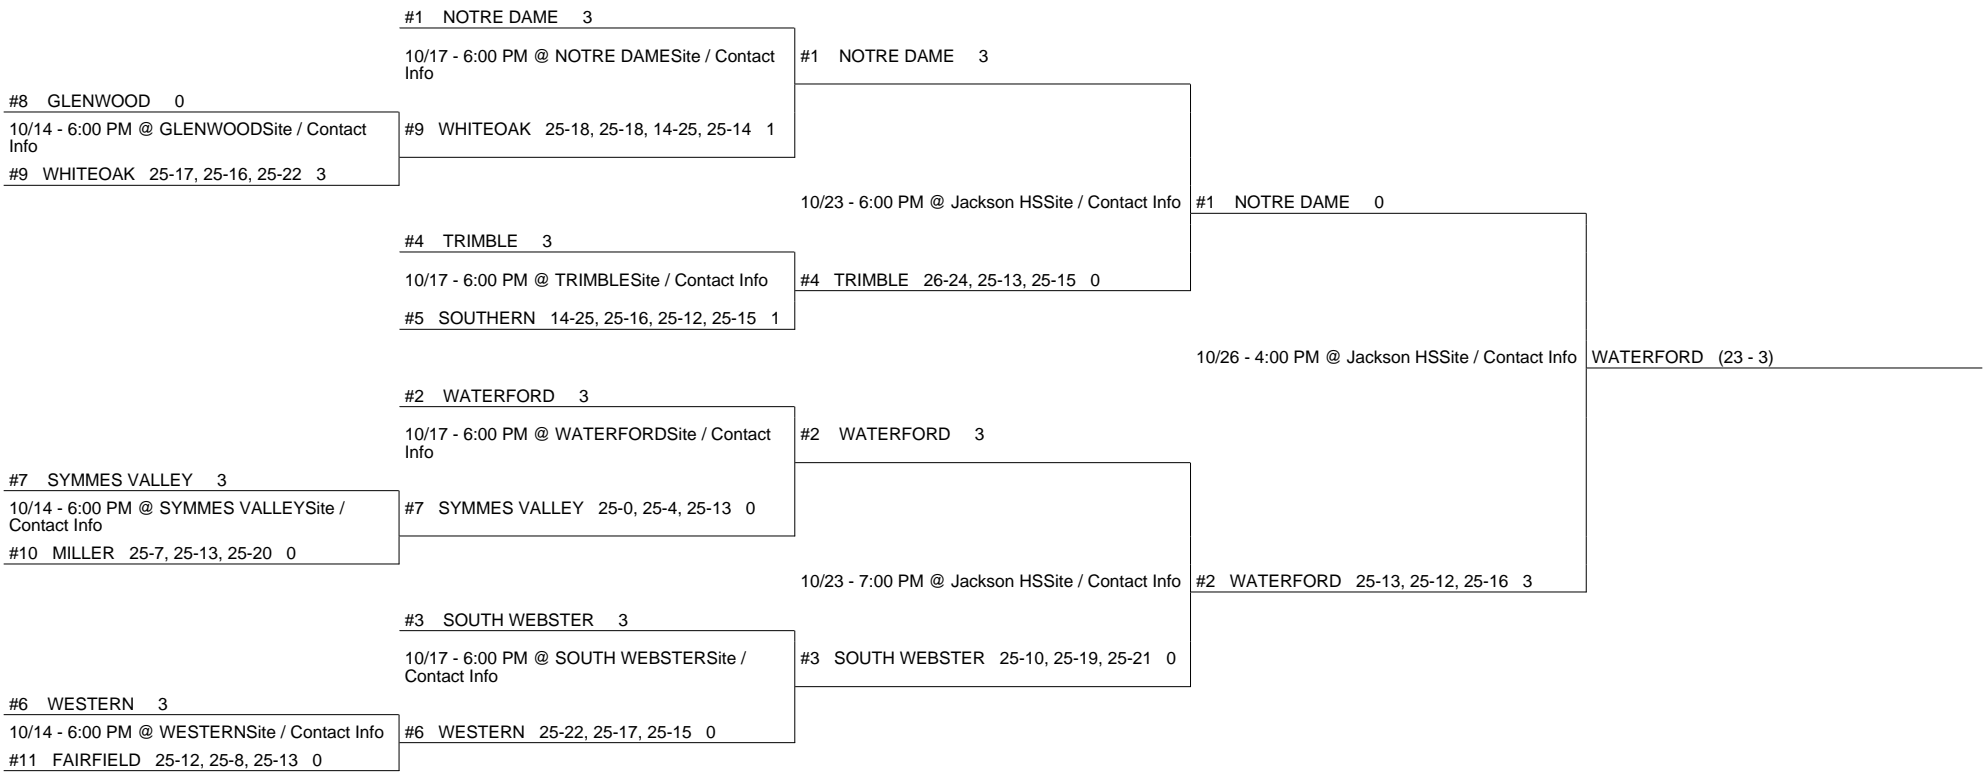 #1 NOTRE DAME 3
10/17 - 6:00 PM @ NOTRE DAMESite / Contact
Info
#1 NOTRE DAME 3
#8 GLENWOOD 0
10/14 - 6:00 PM @ GLENWOODSite / Contact
Info
#9 WHITEOAK 25-18, 25-18, 14-25, 25-14 1
#9 WHITEOAK 25-17, 25-16, 25-22 3
10/23 - 6:00 PM @ Jackson HSSite / Contact Info
#1 NOTRE DAME 0
#4 TRIMBLE 3
10/17 - 6:00 PM @ TRIMBLESite / Contact Info
#4 TRIMBLE 26-24, 25-13, 25-15 0
#5 SOUTHERN 14-25, 25-16, 25-12, 25-15 1
10/26 - 4:00 PM @ Jackson HSSite / Contact Info
WATERFORD (23 - 3)
#2 WATERFORD 3
10/17 - 6:00 PM @ WATERFORDSite / Contact
Info
#2 WATERFORD 3
#7 SYMMES VALLEY 3
10/14 - 6:00 PM @ SYMMES VALLEYSite /
Contact Info
#7 SYMMES VALLEY 25-0, 25-4, 25-13 0
#10 MILLER 25-7, 25-13, 25-20 0
10/23 - 7:00 PM @ Jackson HSSite / Contact Info
#2 WATERFORD 25-13, 25-12, 25-16 3
#3 SOUTH WEBSTER 3
10/17 - 6:00 PM @ SOUTH WEBSTERSite /
Contact Info
#3 SOUTH WEBSTER 25-10, 25-19, 25-21 0
#6 WESTERN 3
10/14 - 6:00 PM @ WESTERNSite / Contact Info
#6 WESTERN 25-22, 25-17, 25-15 0
#11 FAIRFIELD 25-12, 25-8, 25-13 0